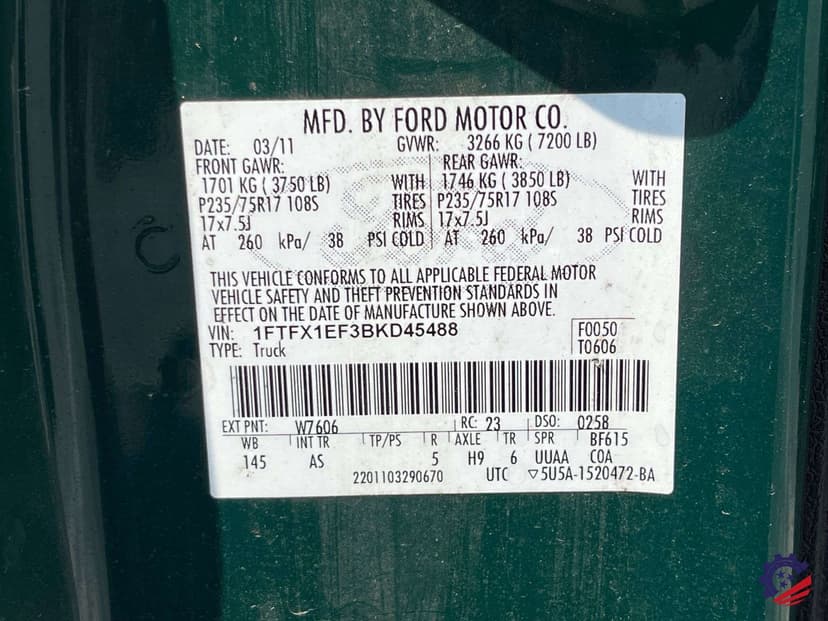 MFD. BY FORD MOTOR CO.
DATE: 03/11 GVWR: 3266 KG ( 7200 LB)
FRONT GAWR: REAR GAWR:
1701 KG ( 3750 LB) WITH 1746 KG ( 3850 LB) WITH
P235/75R17 108S TIRES P235/75R17 108S TIRES
17x7.5J RIMS 17x7.5J RIMS
AT 260 kPa/ 38 PSI COLD AT 260 kPa/ 38 PSI COLD
THIS VEHICLE CONFORMS TO ALL APPLICABLE FEDERAL MOTOR
VEHICLE SAFETY AND THEFT PREVENTION STANDARDS IN
EFFECT ON THE DATE OF MANUFACTURE SHOWN ABOVE.
VIN: 1FTFX1EF3BKD45488 F0050
TYPE: Truck T0606
EXT PNT: W7606 RC: 23 DSO: 0258
WB INT TR TP/PS R AXLE TR SPR BF615
145 AS 5 H9 6 UUAA COA
2201103290670 UTC ▽5U5A-1520472-BA